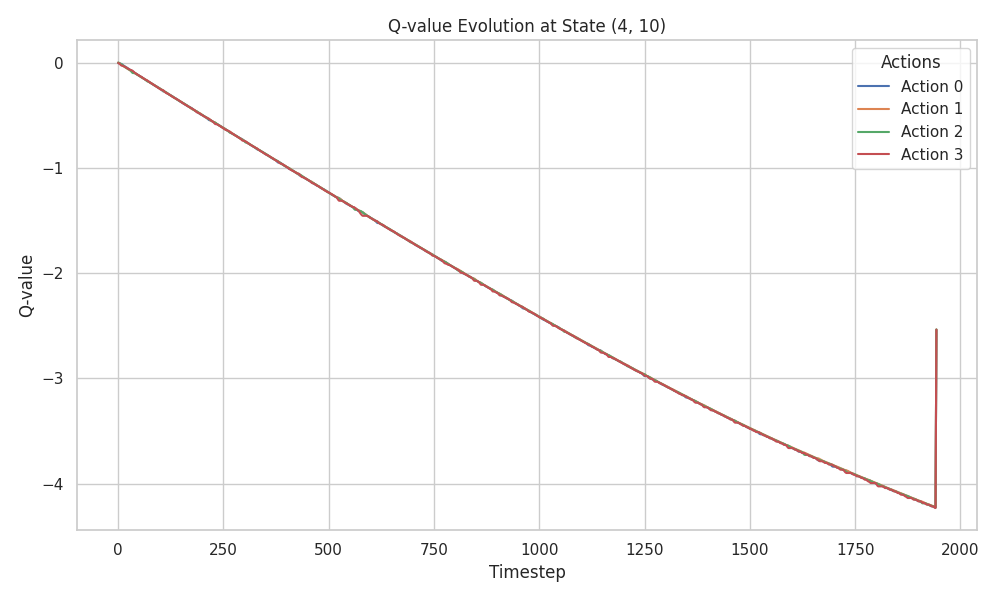 Q-value Evolution at State (4, 10)
Actions
Action 0
Action 1
Action 2
Action 3
Q-value
0
−1
−2
−3
−4
0 250 500 750 1000 1250 1500 1750 2000
Timestep